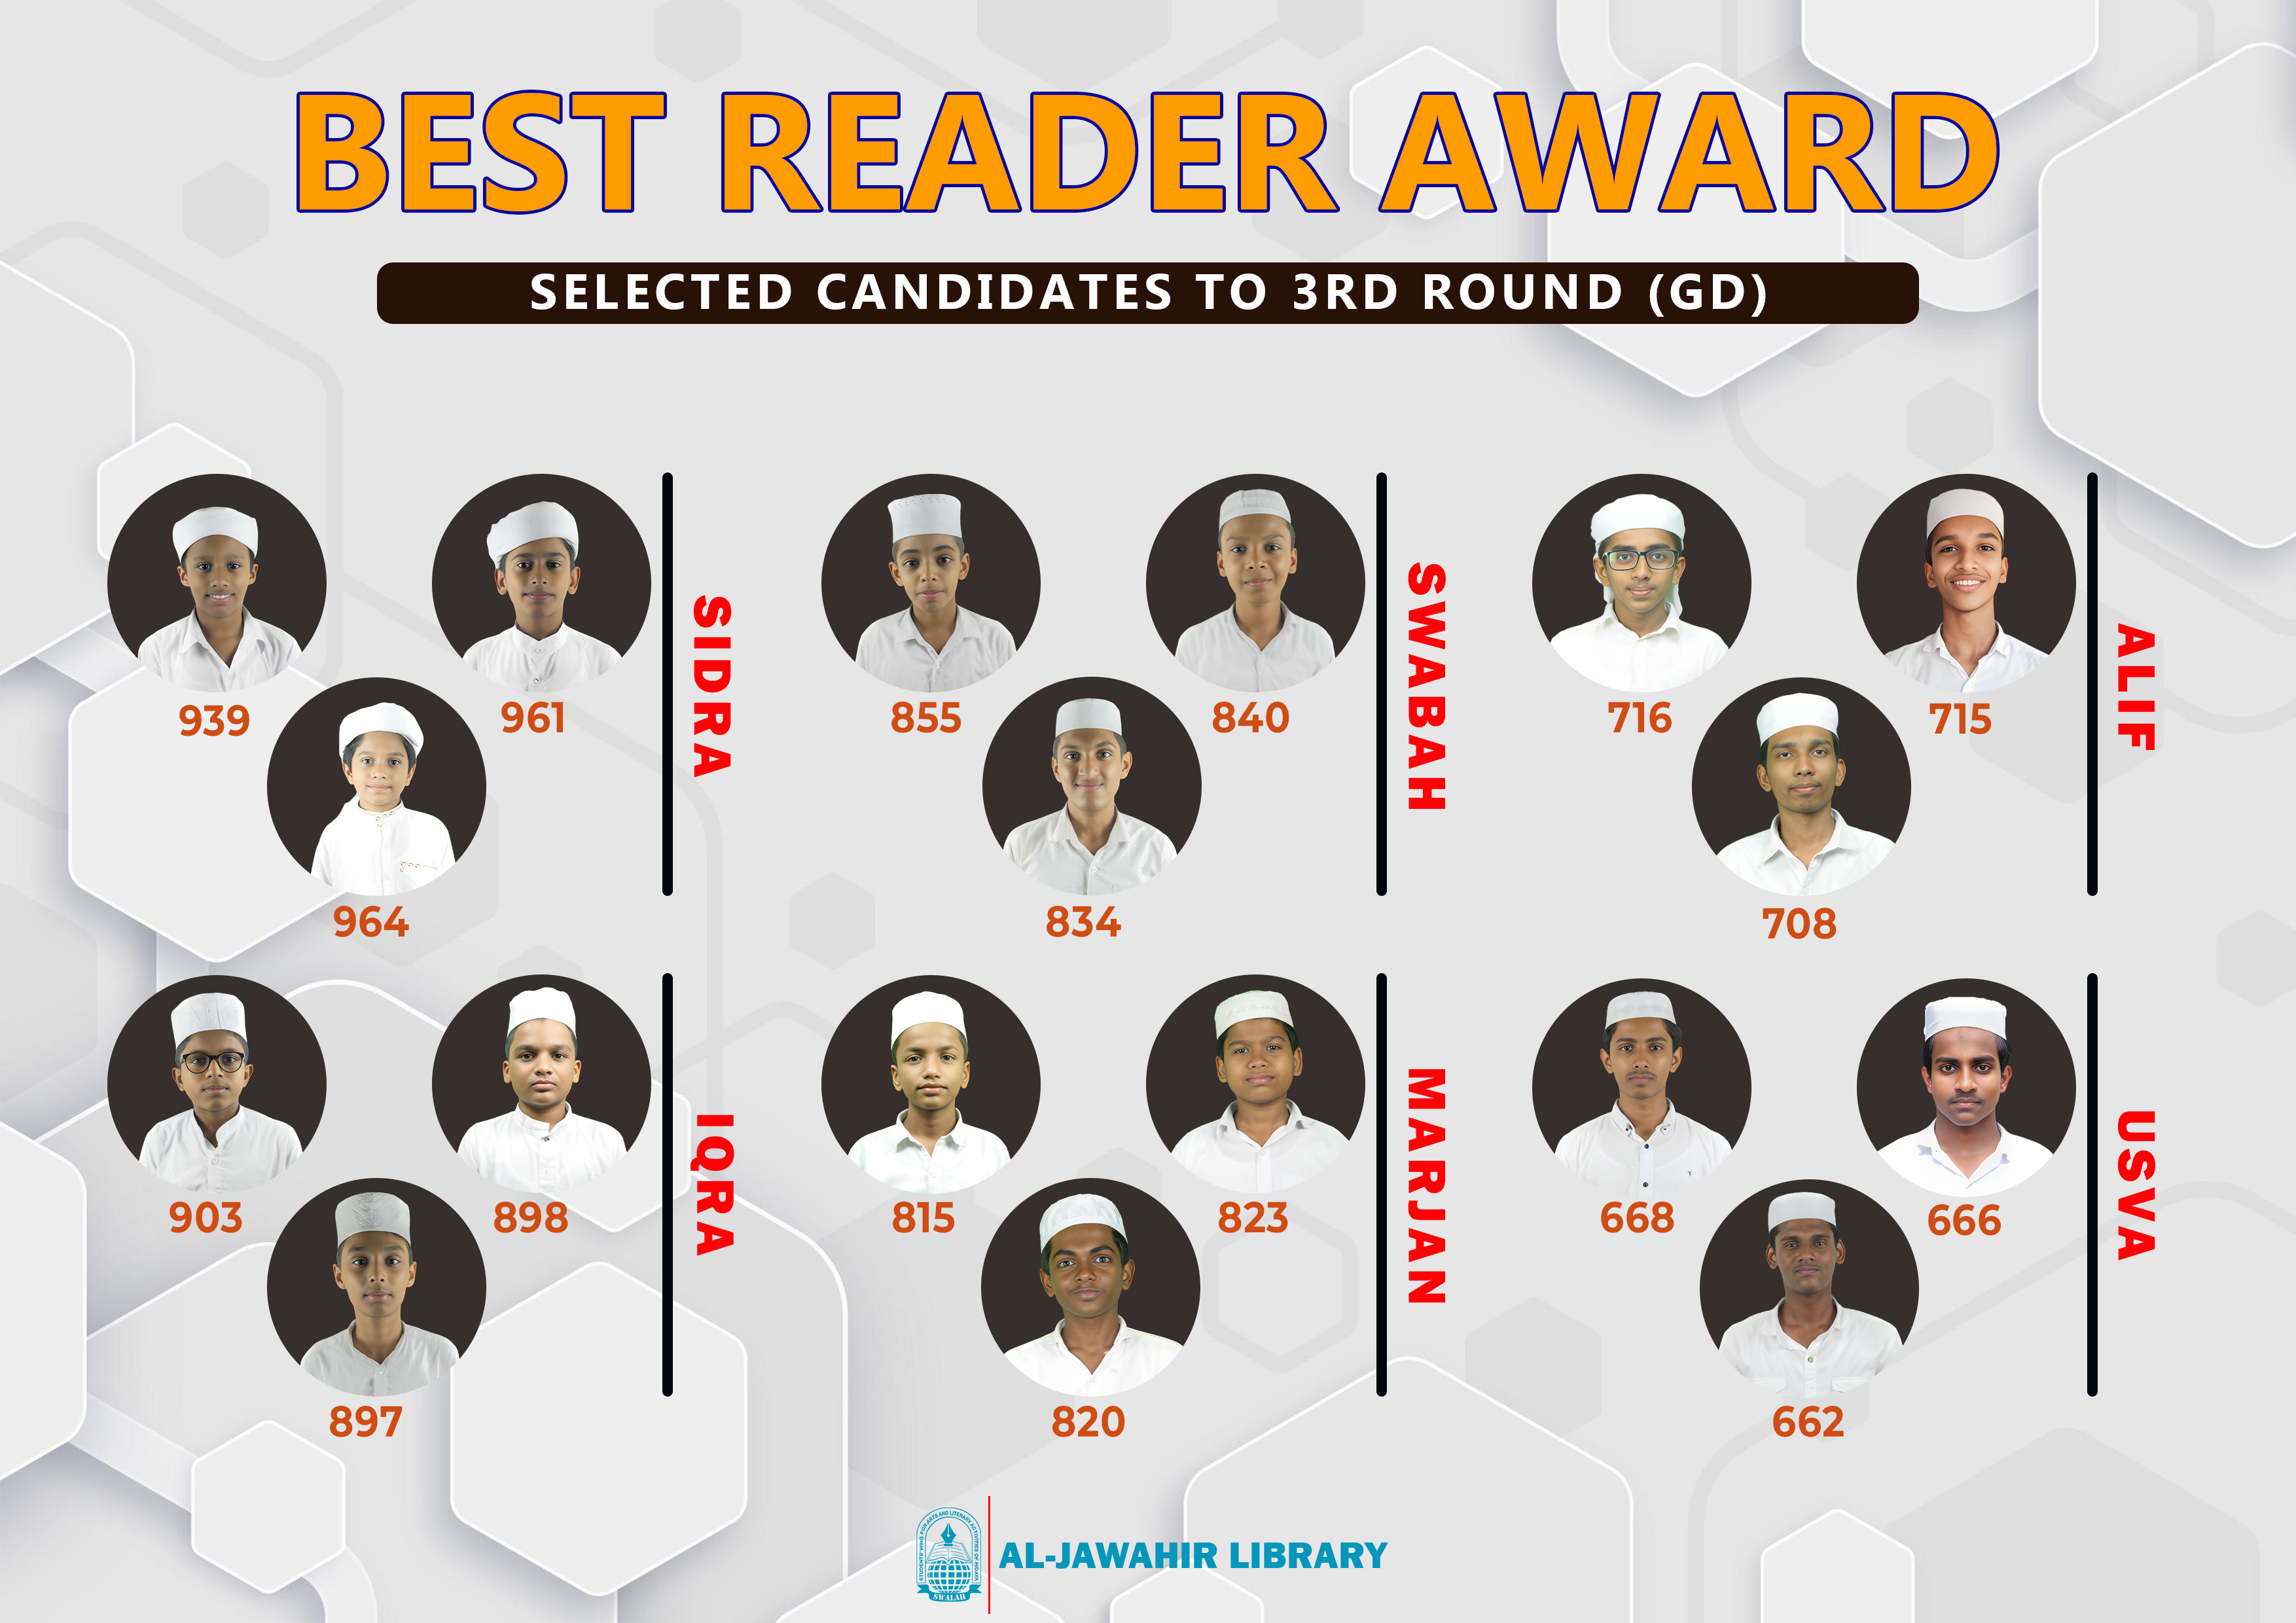 BEST READER AWARD
SELECTED CANDIDATES TO 3RD ROUND (GD)
939
961
964
SIDRA
855
840
834
SWABAH
716
715
708
ALIF
903
898
897
IQRA
815
823
820
MARJAN
668
666
662
USVA
STUDENTS' WING FOR ARTS AND LITERARY ACTIVITIES OF
SWALAH
AL-JAWAHIR LIBRARY